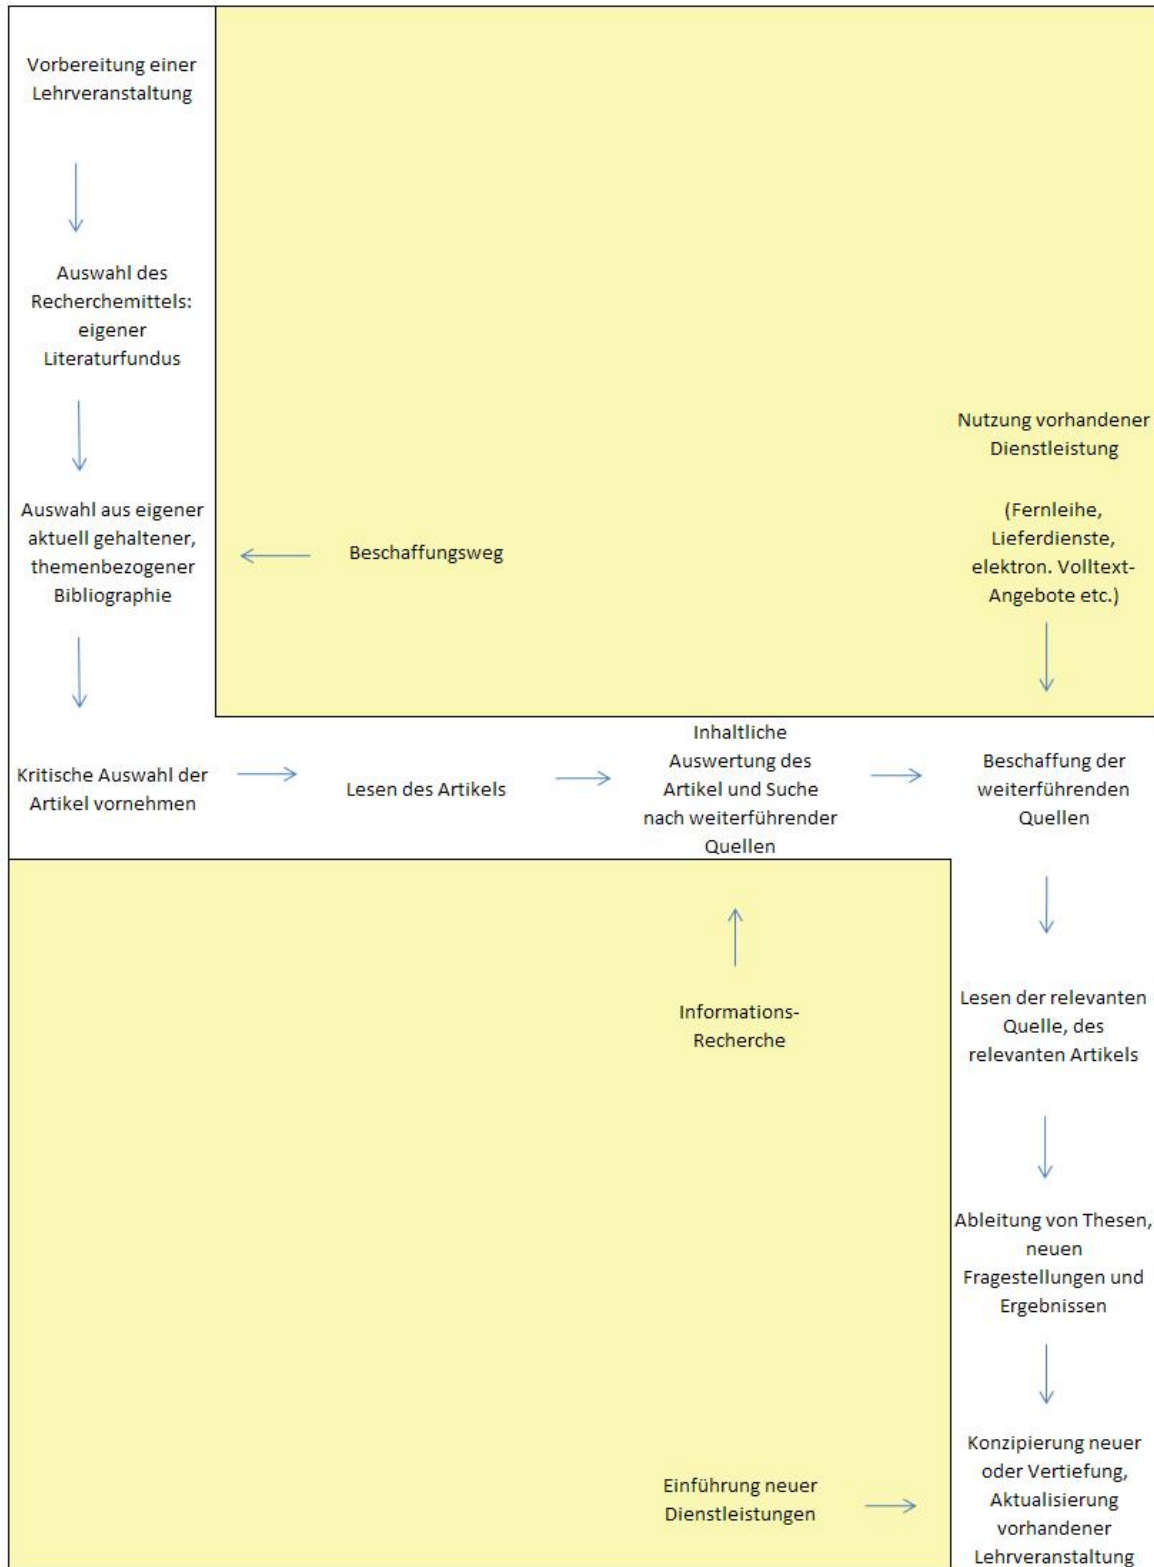 Vorbereitung einer
Lehrveranstaltung
Auswahl des
Recherchemittels:
eigener
Literaturfundus
Auswahl aus eigener
aktuell gehaltener,
themenbezogener
Bibliographie
Beschaffungsweg
Nutzung vorhandener
Dienstleistung
(Fernleihe,
Lieferdienste,
elektron. Volltext-
Angebote etc.)
Kritische Auswahl der
Artikel vornehmen
Lesen des Artikels
Inhaltliche
Auswertung des
Artikel und Suche
nach weiterführender
Quellen
Beschaffung der
weiterführenden
Quellen
Informations-
Recherche
Lesen der relevanten
Quelle, des
relevanten Artikels
Ableitung von Thesen,
neuen
Fragestellungen und
Ergebnissen
Einführung neuer
Dienstleistungen
Konzipierung neuer
oder Vertiefung,
Aktualisierung
vorhandener
Lehrveranstaltung